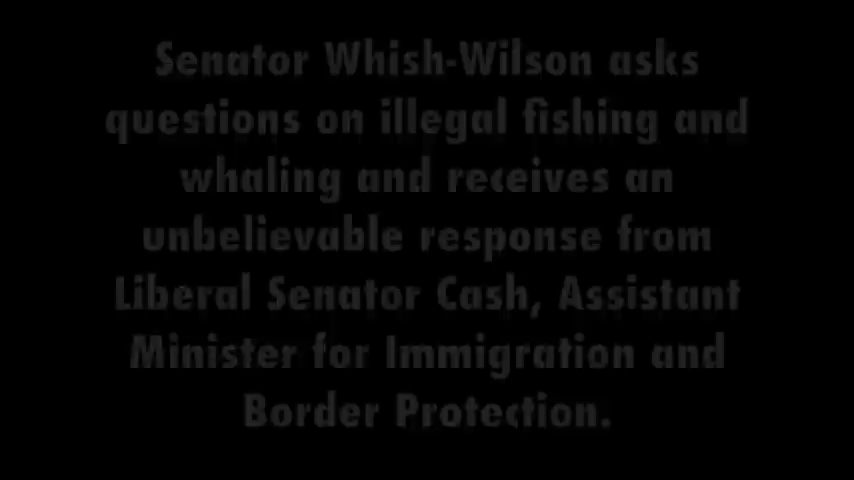 Senator Whish-Wilson asks
questions on illegal fishing and
whaling and receives an
unbelievable response from
Liberal Senator Cash, Assistant
Minister for Immigration and
Border Protection.